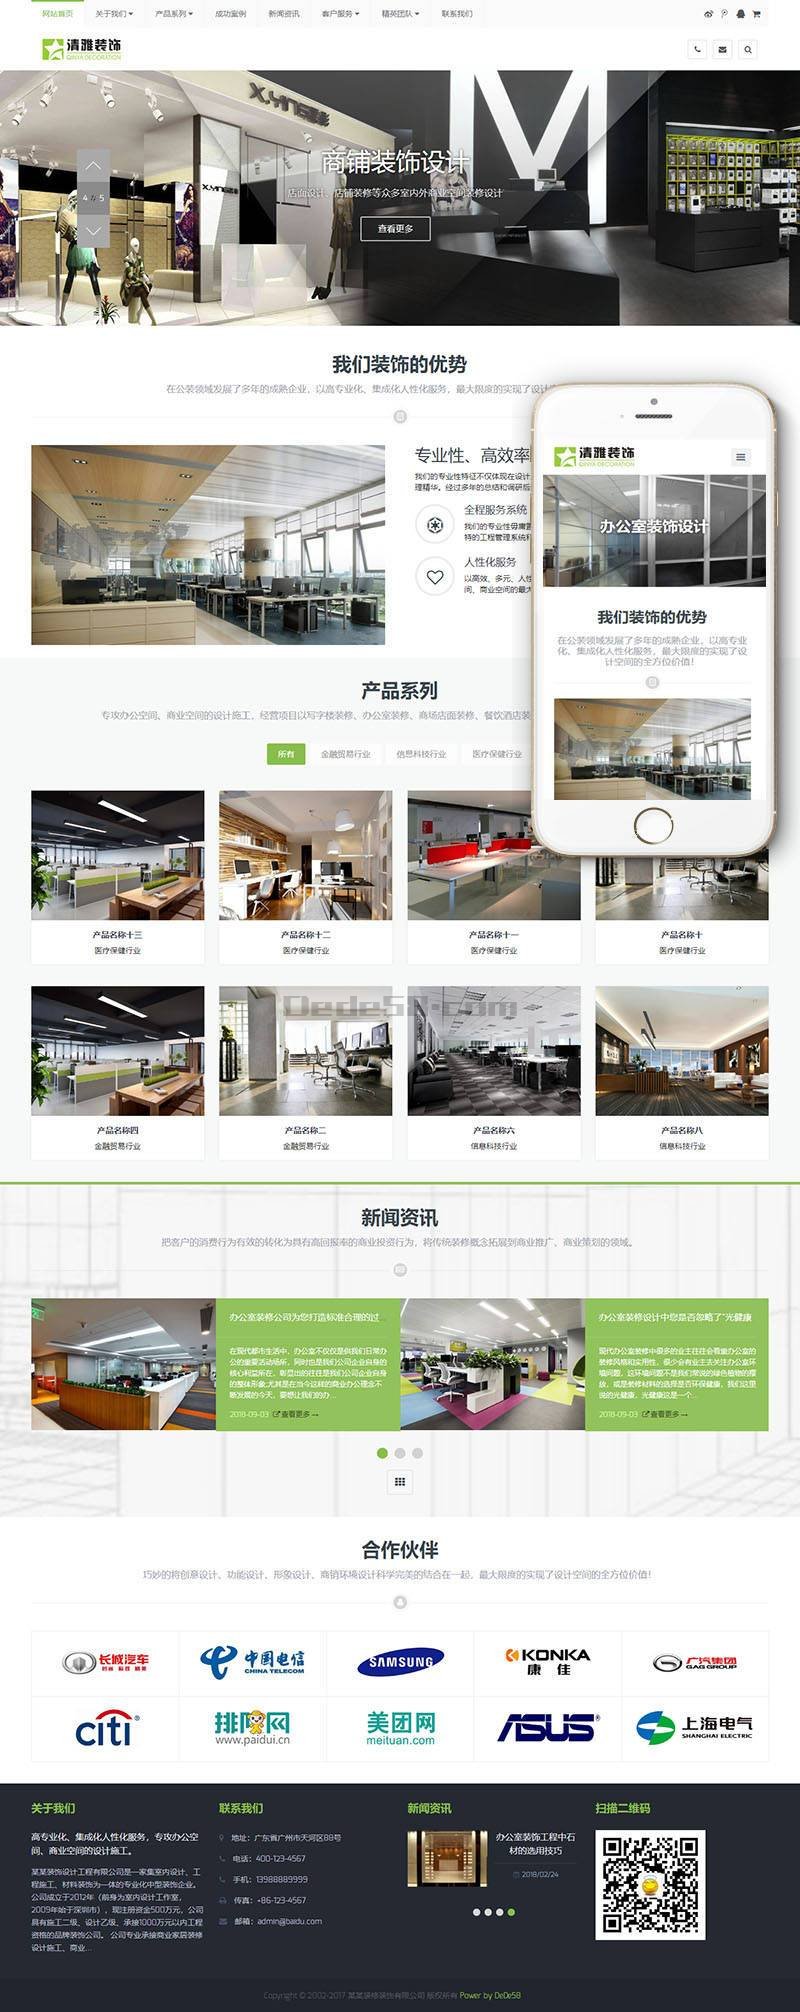 网站首页 关于我们 产品系列 成功案例 新闻资讯 客户服务 精英团队 联系我们
清雅装饰
QINYA DECORATION
X.YING
M
商铺装饰设计
店面设计、店铺装修等众多室内外商业空间装修设计
4 // 5
查看更多
我们装饰的优势
在公装领域发展了多年的成熟企业，以高专业化、集成化人性化服务，最大限度的实现了设计
专业性、高效率
我们的专业性特征不仅体现在设计
理精华。经过多年的总结和调研后
全程服务系统
我们的专业性毋需置
特的工程管理系统和
人性化服务
以高效、多元、人性
间、商业空间的最大
清雅装饰
QINYA DECORATION
办公室装饰设计
我们装饰的优势
在公装领域发展了多年的成熟企业，以高专业
化、集成化人性化服务，最大限度的实现了设
计空间的全方位价值！
产品系列
专攻办公空间、商业空间的设计施工，经营项目以写字楼装修、办公室装修、商场店面装修、餐饮酒店装
所有 金融贸易行业 信息科技行业 医疗保健行业
产品名称十三
医疗保健行业
产品名称十二
医疗保健行业
产品名称十一
医疗保健行业
产品名称十
医疗保健行业
Dede58.com
产品名称四
金融贸易行业
产品名称二
金融贸易行业
产品名称六
信息科技行业
产品名称八
信息科技行业
新闻资讯
把客户的消费行为有效的转化为具有高回报率的商业投资行为，将传统装修概念拓展到商业推广、商业策划的领域。
办公室装修公司为您打造标准合理的过...
在现代都市生活中，办公室不仅仅是供我们日常办
公的重要活动场所，同时也是我们公司企业自身的
核心利益所在，彰显出的往往是我们公司企业自身
的整体形象;尤其是在当今这样的商业办公理念不
断发展的今天，要想让我们的办...
2018-09-03 查看更多→
办公室装修设计中您是否忽略了“光健康
现代办公室装修中很多的业主往往会看重办公室的
装修风格和实用性，很少会有业主去关注办公室环
境问题，这环境问题不是我们常说的绿色植物的摆
放，或是装修材料的选择是否环保健康，我们这里
说的光健康，光健康这是一个...
2018-09-03 查看更多→
合作伙伴
巧妙的将创意设计、功能设计、形象设计、商销环境设计科学完美的结合在一起，最大限度的实现了设计空间的全方位价值！
长城汽车
中国电信
CHINA TELECOM
SAMSUNG
KONKA
康佳
广汽集团
GAG GROUP
citi
排队网
www.paidui.cn
美团网
meituan.com
ASUS
上海电气
SHANGHAI ELECTRIC
关于我们
高专业化、集成化人性化服务，专攻办公空
间、商业空间的设计施工。
某某装饰设计工程有限公司是一家集室内设计、工
程施工、材料装饰为一体的专业化中型装饰企业。
公司成立于2012年（前身为室内设计工作室，
2009年始于深圳市），现注册资金500万元，公司
具有施工二级、设计乙级、承接1000万元以内工程
资格的品牌装饰公司。 公司专业承接商业家居装修
设计施工、商业...
联系我们
地址：广东省广州市天河区88号
电话：400-123-4567
手机：13988889999
传真：+86-123-4567
邮箱：admin@baidu.com
新闻资讯
办公室装饰工程中石
材的选用技巧
2018/02/24
扫描二维码
Copyright © 2002-2017 某某装修装饰有限公司 版权所有 Power by DeDe58